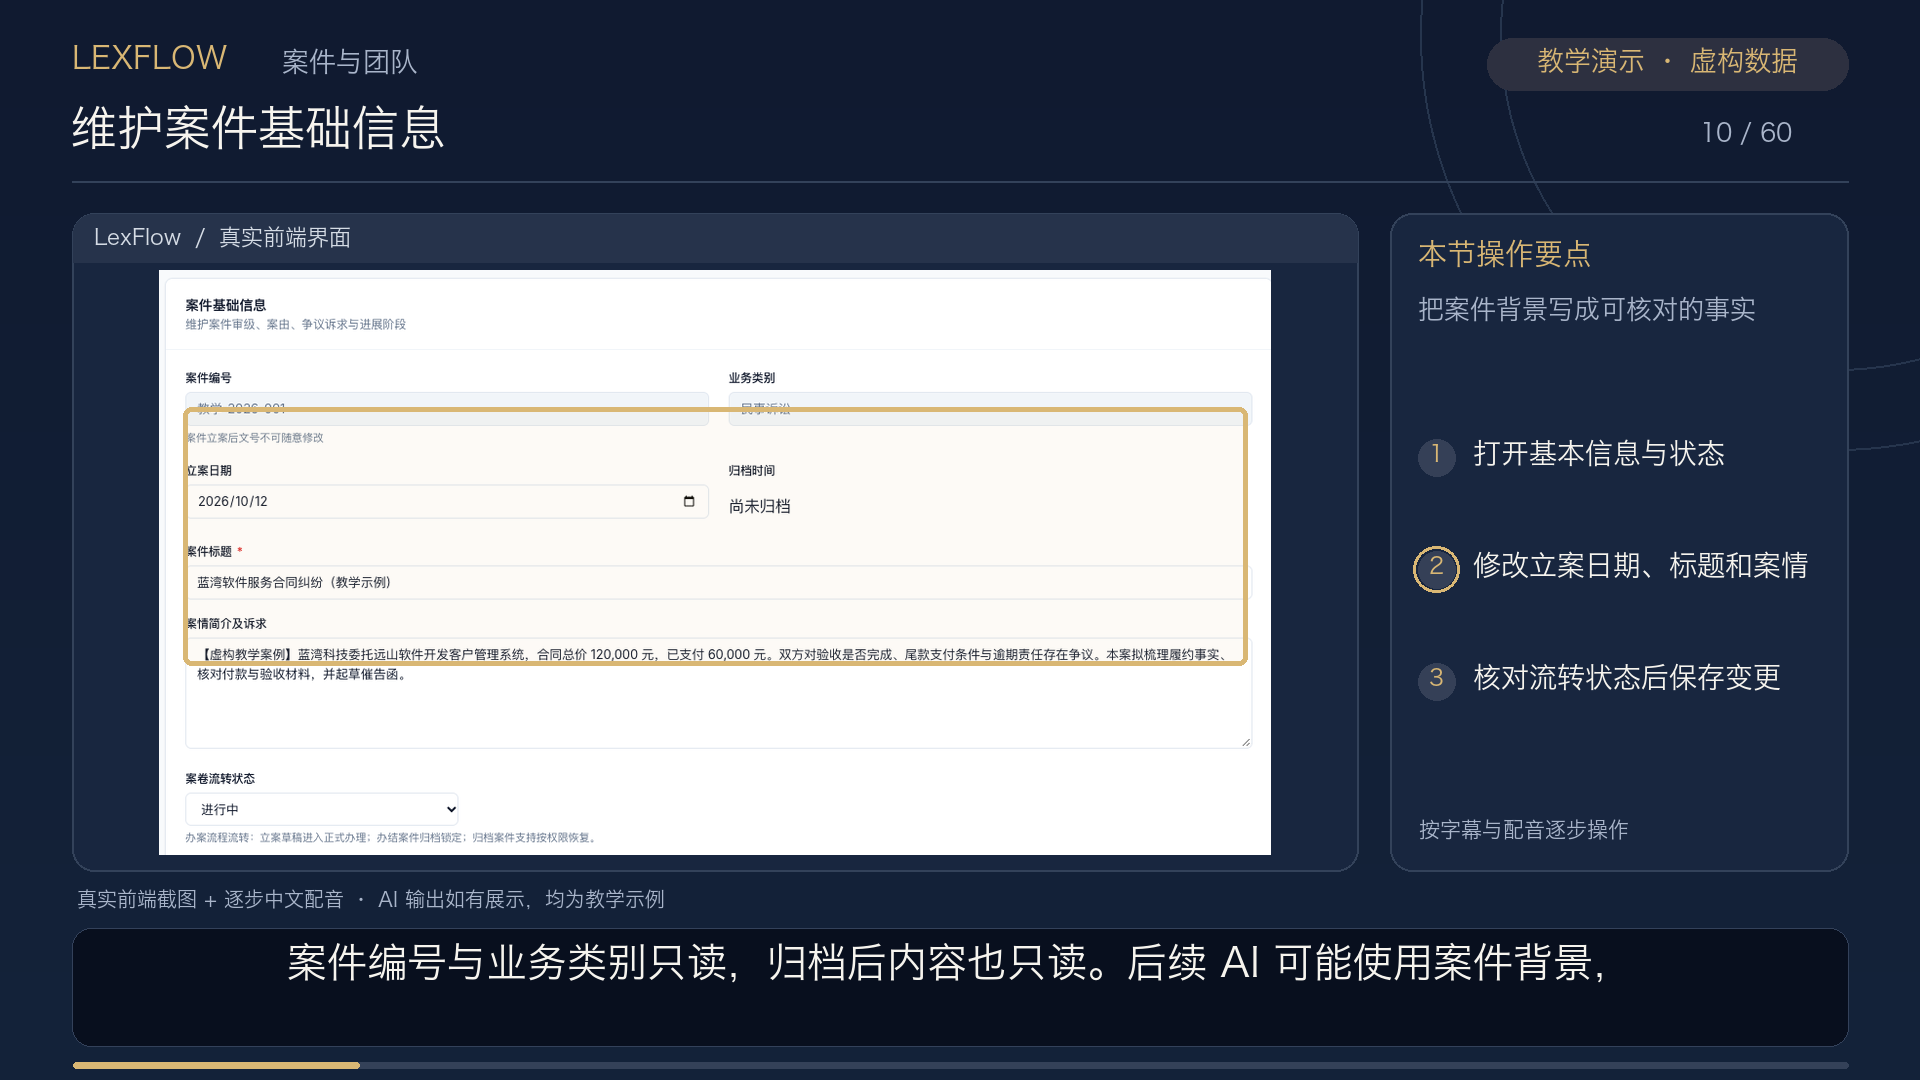 LEXFLOW 案件与团队
教学演示 · 虚构数据
维护案件基础信息
10 / 60
LexFlow / 真实前端界面
案件基础信息
维护案件审级、案由、争议诉求与进展阶段
案件编号
业务类别
教学-2026-001
民事诉讼
案件立案后文号不可随意修改
立案日期
归档时间
2026/10/12
尚未归档
案件标题 *
蓝湾软件服务合同纠纷（教学示例）
案情简介及诉求
【虚构教学案例】蓝湾科技委托远山软件开发客户管理系统，合同总价 120,000 元，已支付 60,000 元。双方对验收是否完成、尾款支付条件与逾期责任存在争议。本案拟梳理履约事实、
核对付款与验收材料，并起草催告函。
案卷流转状态
进行中
办案流程流转：立案草稿进入正式办理；办结案件归档锁定；归档案件支持按权限恢复。
本节操作要点
把案件背景写成可核对的事实
1 打开基本信息与状态
2 修改立案日期、标题和案情
3 核对流转状态后保存变更
按字幕与配音逐步操作
真实前端截图 + 逐步中文配音 · AI 输出如有展示，均为教学示例
案件编号与业务类别只读，归档后内容也只读。后续 AI 可能使用案件背景，